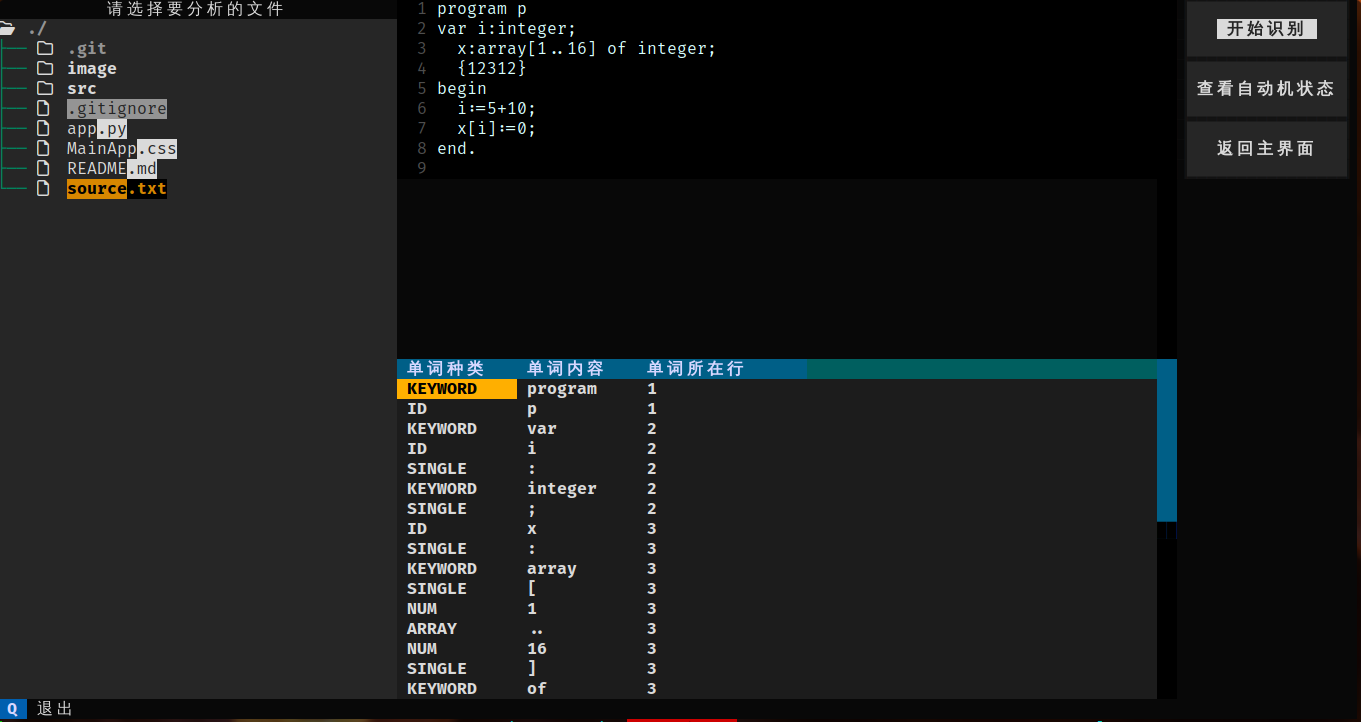 请选择要分析的文件
./
.git
image
src
.gitignore
app.py
MainApp.css
README.md
source.txt
1 program p
2 var i:integer;
3   x:array[1..16] of integer;
4   {12312}
5 begin
6   i:=5+10;
7   x[i]:=0;
8 end.
9
单词种类 单词内容 单词所在行
KEYWORD program 1
ID p 1
KEYWORD var 2
ID i 2
SINGLE : 2
KEYWORD integer 2
SINGLE ; 2
ID x 3
SINGLE : 3
KEYWORD array 3
SINGLE [ 3
NUM 1 3
ARRAY .. 3
NUM 16 3
SINGLE ] 3
KEYWORD of 3
开始识别
查看自动机状态
返回主界面
Q 退出